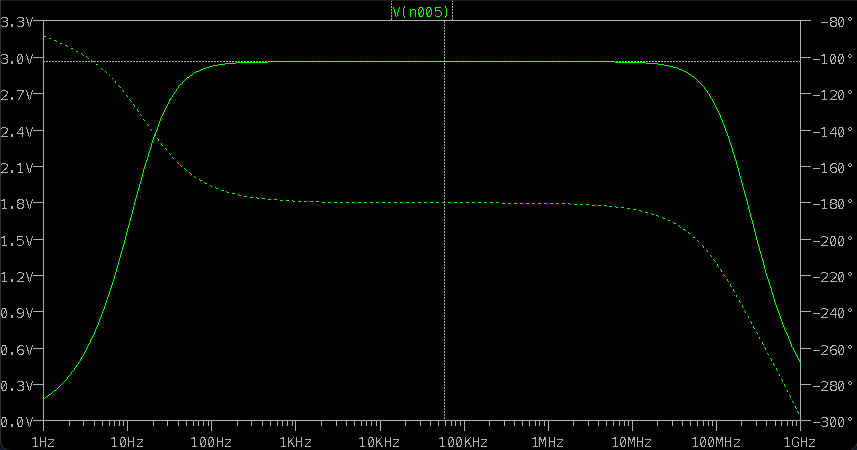 V(n005)
3.3V -80°
3.0V -100°
2.7V -120°
2.4V -140°
2.1V -160°
1.8V -180°
1.5V -200°
1.2V -220°
0.9V -240°
0.6V -260°
0.3V -280°
0.0V -300°
1Hz 10Hz 100Hz 1KHz 10KHz 100KHz 1MHz 10MHz 100MHz 1GHz